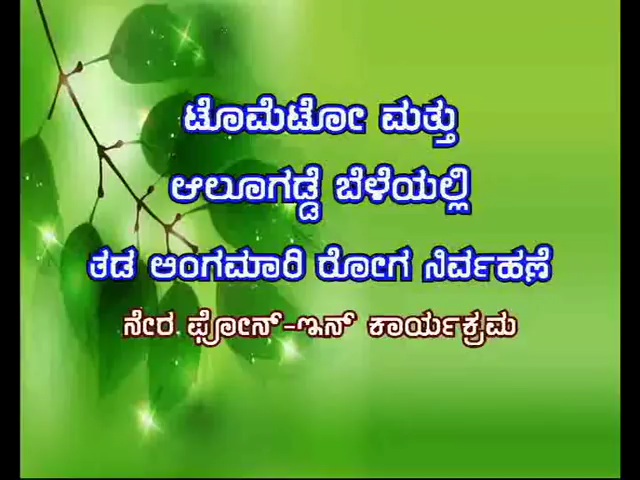 ಟೊಮೆಟೋ ಮತ್ತು
ಆಲೂಗಡ್ಡೆ ಬೆಳೆಯಲ್ಲಿ
ತಡ ಅಂಗಮಾರಿ ರೋಗ ನಿರ್ವಹಣೆ
ನೇರ ಫೋನ್-ಇನ್ ಕಾರ್ಯಕ್ರಮ